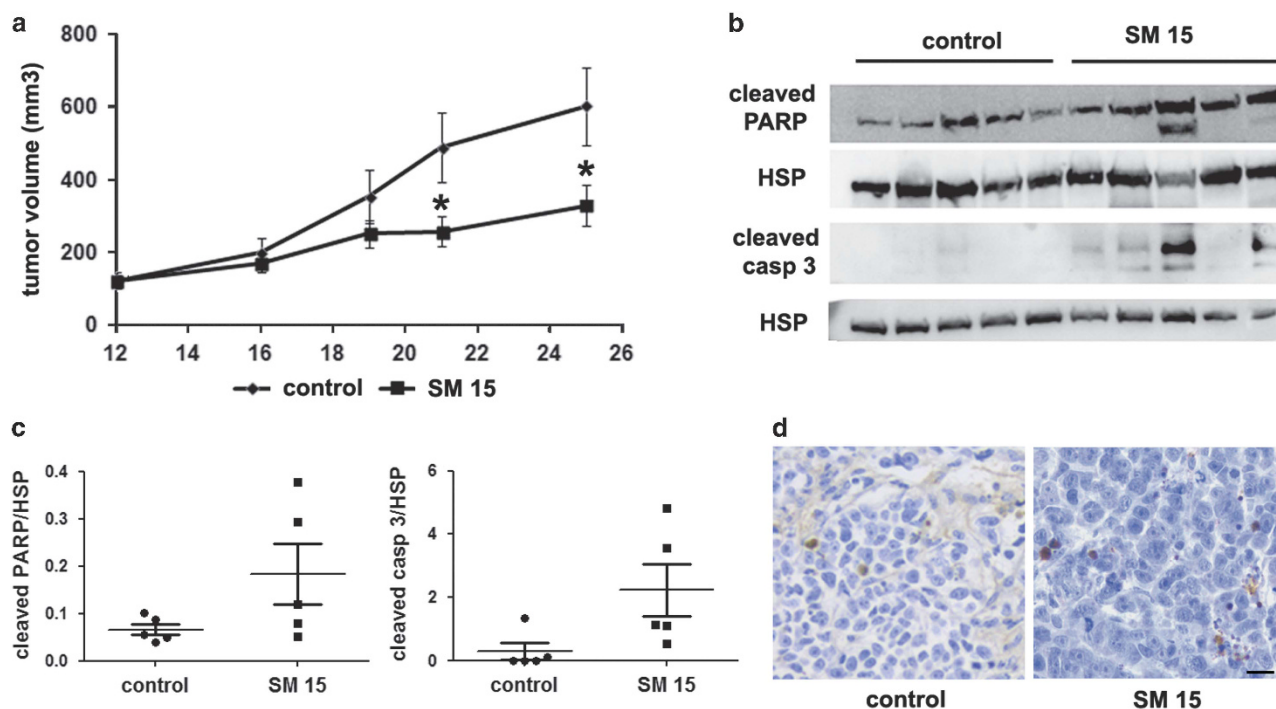 a
tumor volume (mm3)
800
600
400
200
0
12
14
16
18
20
22
24
26
*
*
control
SM 15
b
control
SM 15
cleaved
PARP
HSP
cleaved
casp 3
HSP
c
cleaved PARP/HSP
0.4
0.3
0.2
0.1
0.0
control
SM 15
cleaved casp 3/HSP
6
4
2
0
control
SM 15
d
control
SM 15